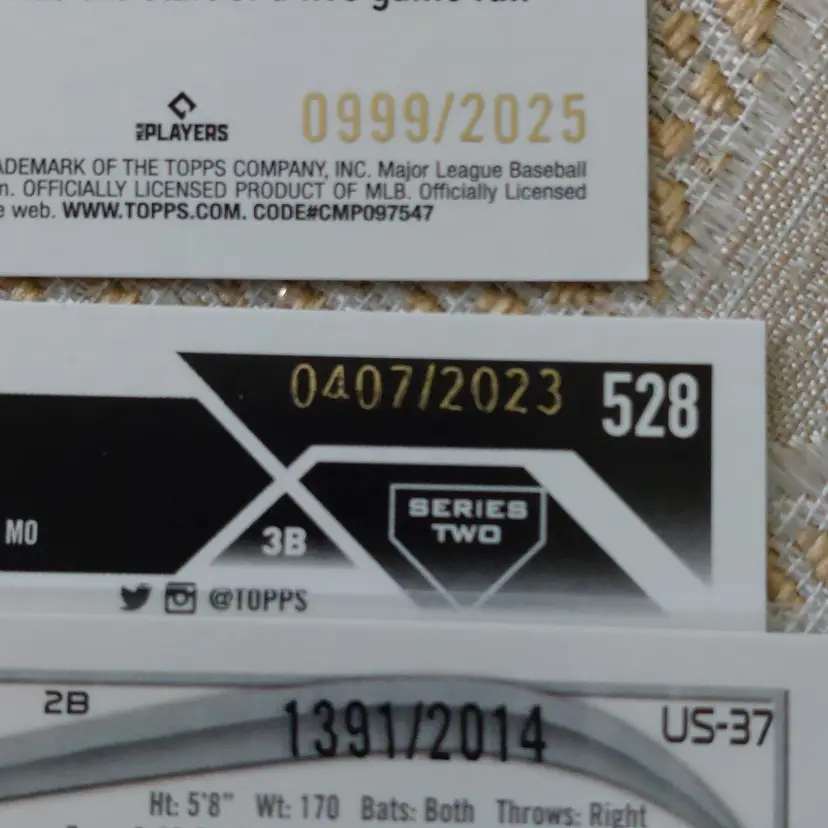 PLAYERS
0999/2025
ADEMARK OF THE TOPPS COMPANY, INC. Major League Baseball
m. OFFICIALLY LICENSED PRODUCT OF MLB. Officially Licensed
e web. WWW.TOPPS.COM. CODE#CMP097547
0407/2023 528
MO
3B
SERIES
TWO
@TOPPS
2B 1391/2014 US-37
Ht: 5'8" Wt: 170 Bats: Both Throws: Right